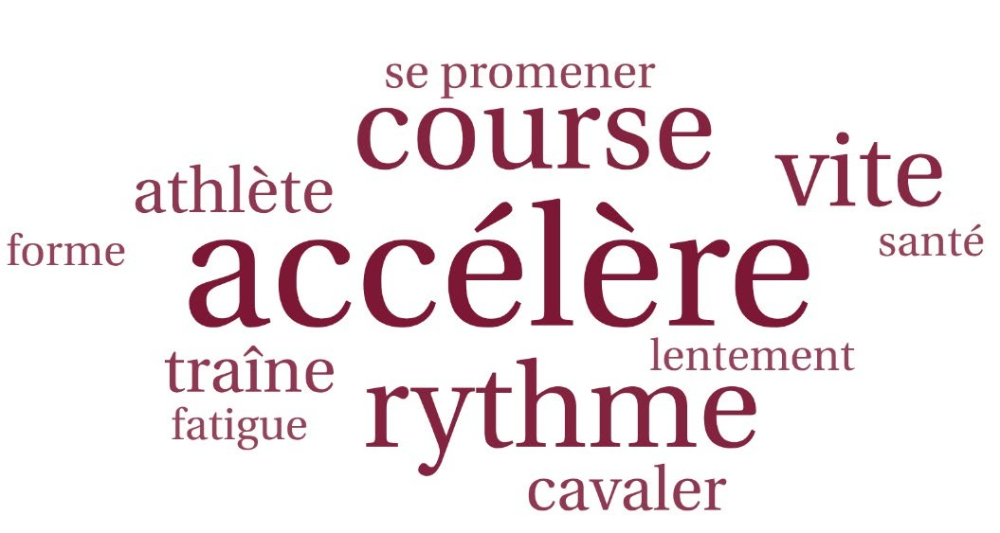 se promener
course
vite
athlète
santé
forme
accélère
lentement
traîne
rythme
fatigue
cavaler